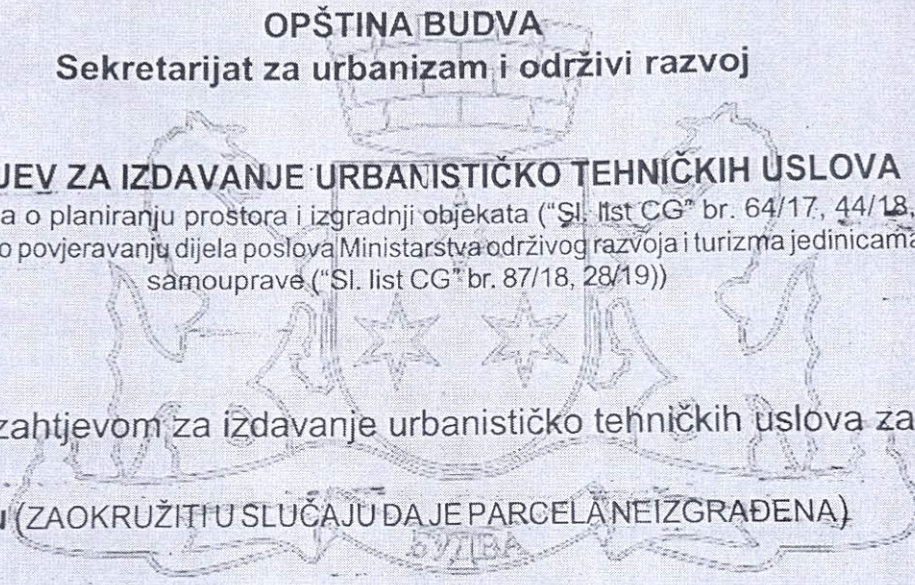 OPŠTINA BUDVA
Sekretarijat za urbanizam i održivi razvoj
JEV ZA IZDAVANJE URBANISTIČKO TEHNIČKIH USLOVA
a o planiranju prostora i izgradnji objekata (“Sl. list CG” br. 64/17, 44/18,
o povjeravanju dijela poslova Ministarstva održivog razvoja i turizma jedinicama
samouprave (“Sl. list CG” br. 87/18, 28/19))
zahtjevom za izdavanje urbanističko tehničkih uslova za
u (ZAOKRUŽITI U SLUČAJU DA JE PARCELA NEIZGRAĐENA)